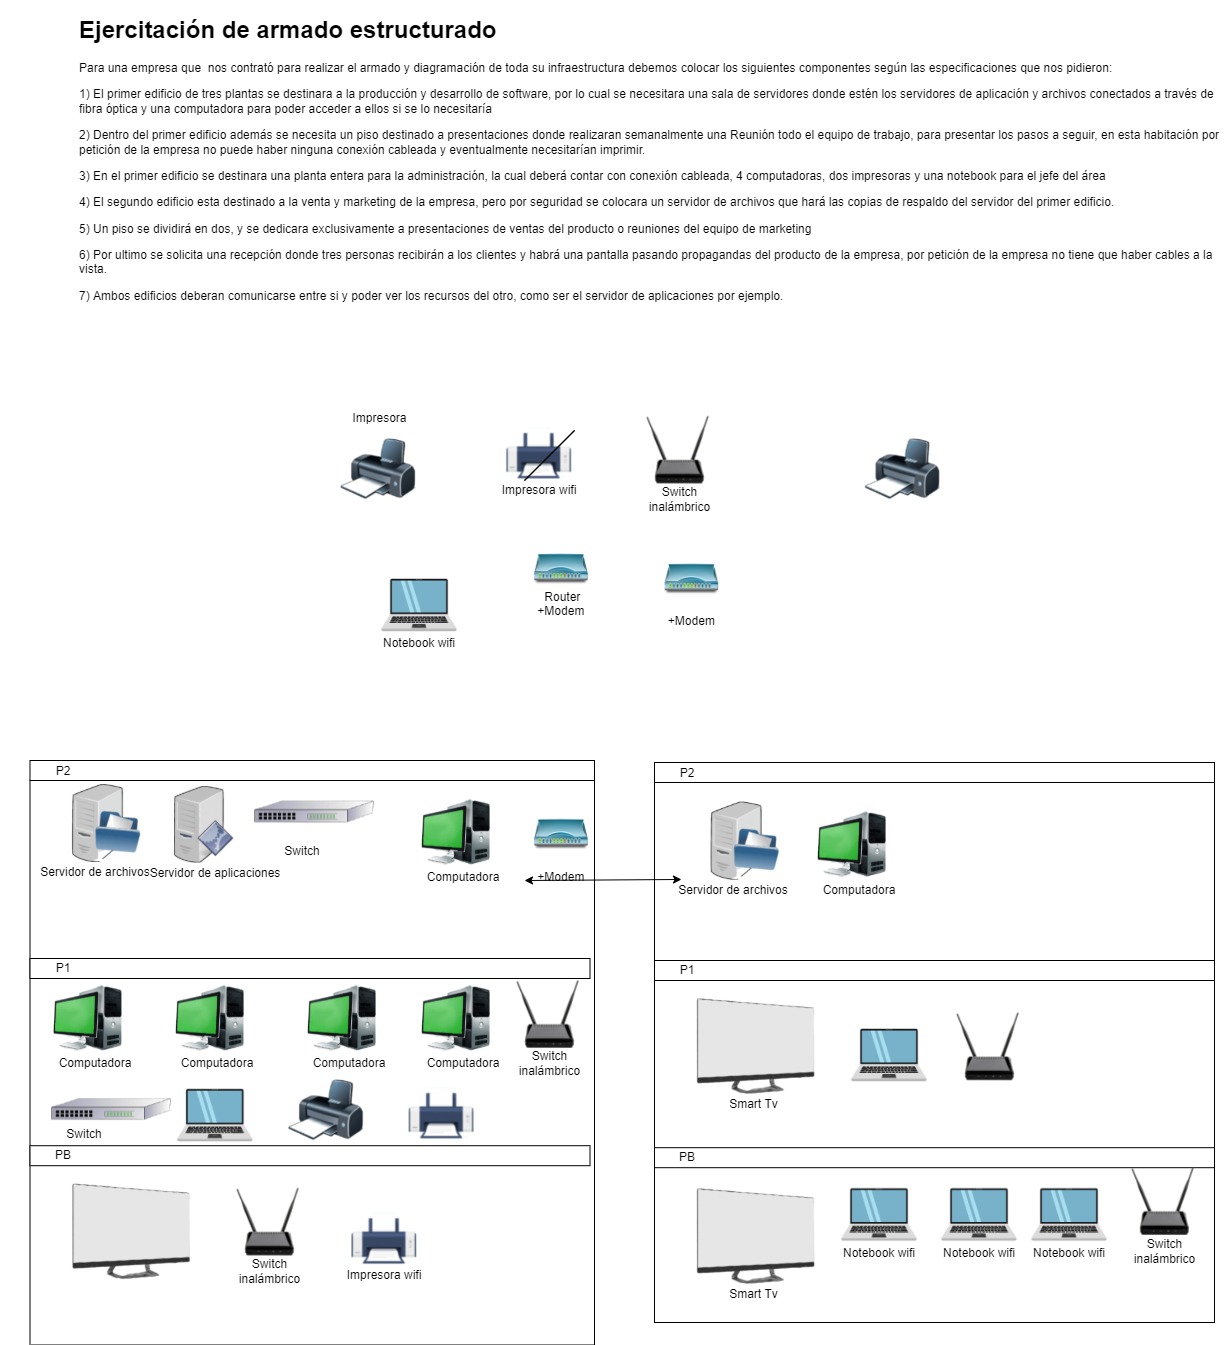 Ejercitación de armado estructurado
Para una empresa que  nos contrató para realizar el armado y diagramación de toda su infraestructura debemos colocar los siguientes componentes según las especificaciones que nos pidieron:
1) El primer edificio de tres plantas se destinara a la producción y desarrollo de software, por lo cual se necesitara una sala de servidores donde estén los servidores de aplicación y archivos conectados a través de
fibra óptica y una computadora para poder acceder a ellos si se lo necesitaría
2) Dentro del primer edificio además se necesita un piso destinado a presentaciones donde realizaran semanalmente una Reunión todo el equipo de trabajo, para presentar los pasos a seguir, en esta habitación por
petición de la empresa no puede haber ninguna conexión cableada y eventualmente necesitarían imprimir.
3) En el primer edificio se destinara una planta entera para la administración, la cual deberá contar con conexión cableada, 4 computadoras, dos impresoras y una notebook para el jefe del área
4) El segundo edificio esta destinado a la venta y marketing de la empresa, pero por seguridad se colocara un servidor de archivos que hará las copias de respaldo del servidor del primer edificio.
5) Un piso se dividirá en dos, y se dedicara exclusivamente a presentaciones de ventas del producto o reuniones del equipo de marketing
6) Por ultimo se solicita una recepción donde tres personas recibirán a los clientes y habrá una pantalla pasando propagandas del producto de la empresa, por petición de la empresa no tiene que haber cables a la
vista.
7) Ambos edificios deberan comunicarse entre si y poder ver los recursos del otro, como ser el servidor de aplicaciones por ejemplo.
Impresora
Impresora wifi
Switch
inalámbrico
Router
+Modem
+Modem
Notebook wifi
P2
Switch
Servidor de archivos
Servidor de aplicaciones
Computadora
+Modem
P1
Computadora
Computadora
Computadora
Computadora
Switch
inalámbrico
Switch
PB
Switch
inalámbrico
Impresora wifi
P2
Servidor de archivos
Computadora
P1
Smart Tv
PB
Notebook wifi
Notebook wifi
Notebook wifi
Switch
inalámbrico
Smart Tv